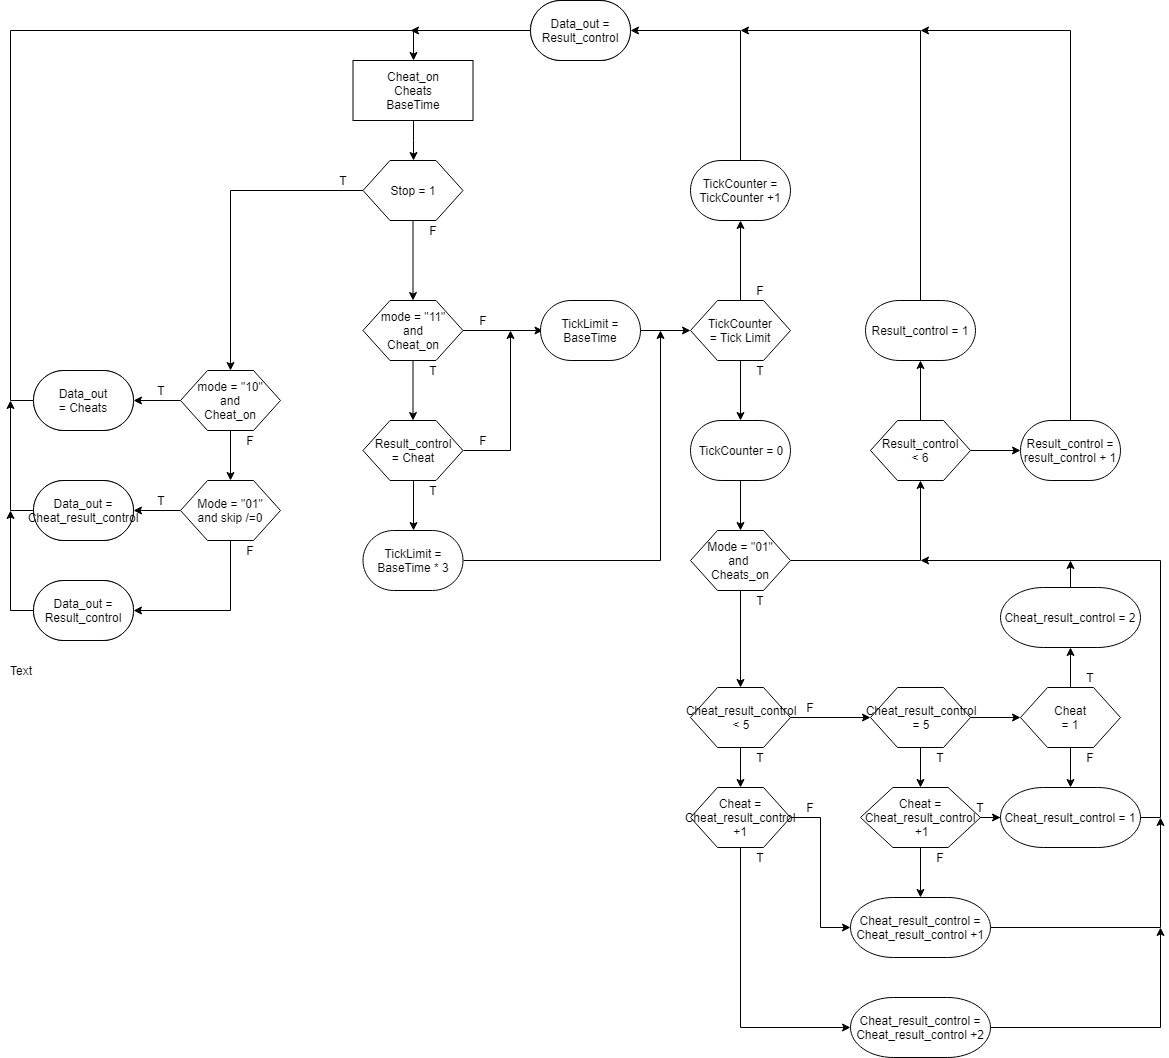 Data_out =
Result_control
Cheat_on
Cheats
BaseTime
Stop = 1
T
F
TickCounter =
TickCounter +1
F
mode = "11"
and
Cheat_on
F
T
TickLimit =
BaseTime
TickCounter
= Tick Limit
T
Result_control = 1
mode = "10"
and
Cheat_on
T
F
Data_out
= Cheats
Result_control
= Cheat
F
T
TickCounter = 0
Result_control
< 6
Result_control =
result_control + 1
Mode = "01"
and skip /=0
T
F
Data_out =
Cheat_result_control
TickLimit =
BaseTime * 3
Mode = "01"
and
Cheats_on
T
Data_out =
Result_control
Cheat_result_control = 2
Text
T
Cheat_result_control
< 5
F
T
Cheat_result_control
= 5
T
Cheat
= 1
F
Cheat =
Cheat_result_control
+1
F
T
Cheat =
Cheat_result_control
+1
T
F
Cheat_result_control = 1
Cheat_result_control =
Cheat_result_control +1
Cheat_result_control =
Cheat_result_control +2